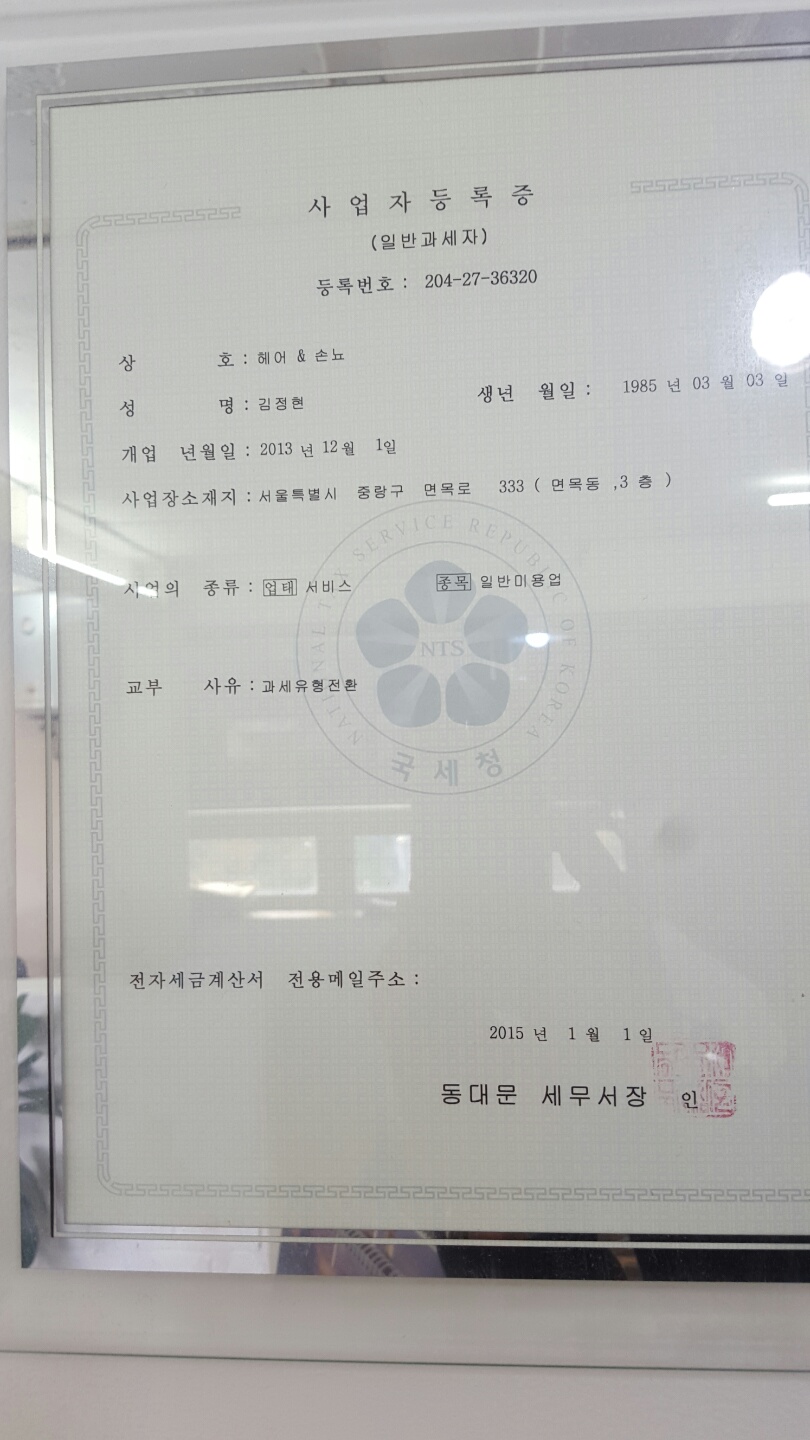 사업자등록증
(일반과세자)
등록번호 : 204-27-36320
상 호 : 헤어 & 손뇨
성 명 : 김정현 생년 월일 : 1985 년 03 월 03 일
개업 년월일 : 2013 년 12 월 1일
사업장소재지 : 서울특별시 중랑구 면목로 333 ( 면목동 ,3 층 )
사업의 종류 : 업태 서비스 종목 일반미용업
NATIONAL TAX SERVICE REPUBLIC OF KOREA
NTS
국세청
교부 사유 : 과세유형전환
전자세금계산서 전용메일주소 :
2015 년 1 월 1 일
동대문 세무서장 인